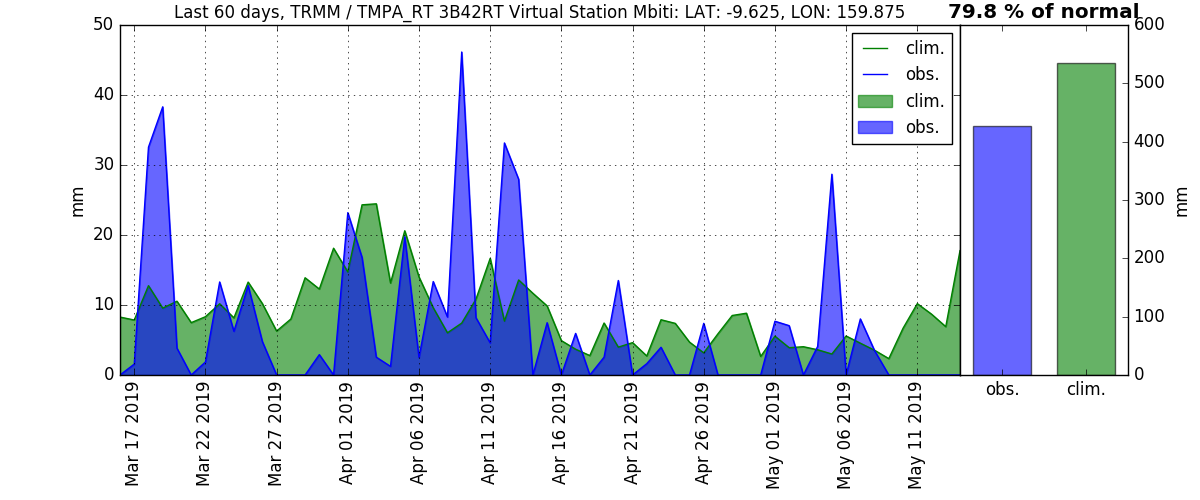 Last 60 days, TRMM / TMPA_RT 3B42RT Virtual Station Mbiti: LAT: -9.625, LON: 159.875
79.8 % of normal
mm
50
40
30
20
10
0
clim.
obs.
clim.
obs.
600
500
400
300
200
100
0
mm
Mar 17 2019
Mar 22 2019
Mar 27 2019
Apr 01 2019
Apr 06 2019
Apr 11 2019
Apr 16 2019
Apr 21 2019
Apr 26 2019
May 01 2019
May 06 2019
May 11 2019
obs.
clim.